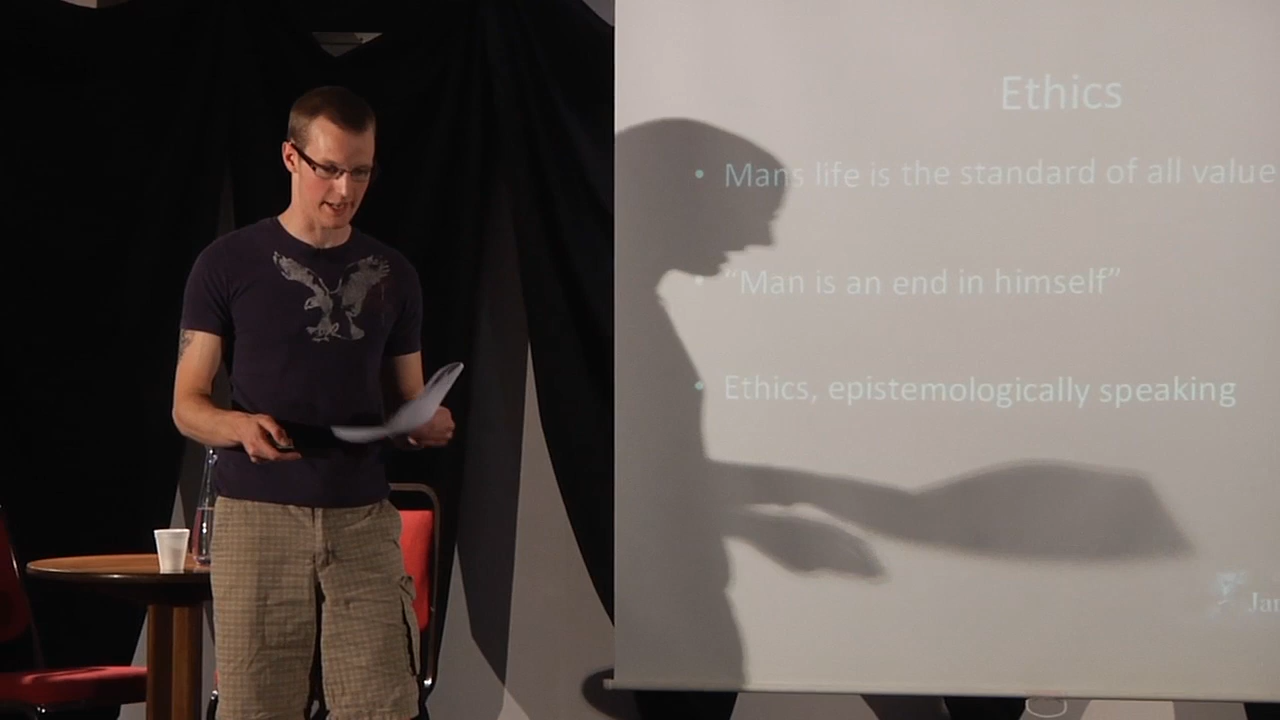 Ethics
• Mans life is the standard of all value
• “Man is an end in himself”
• Ethics, epistemologically speaking